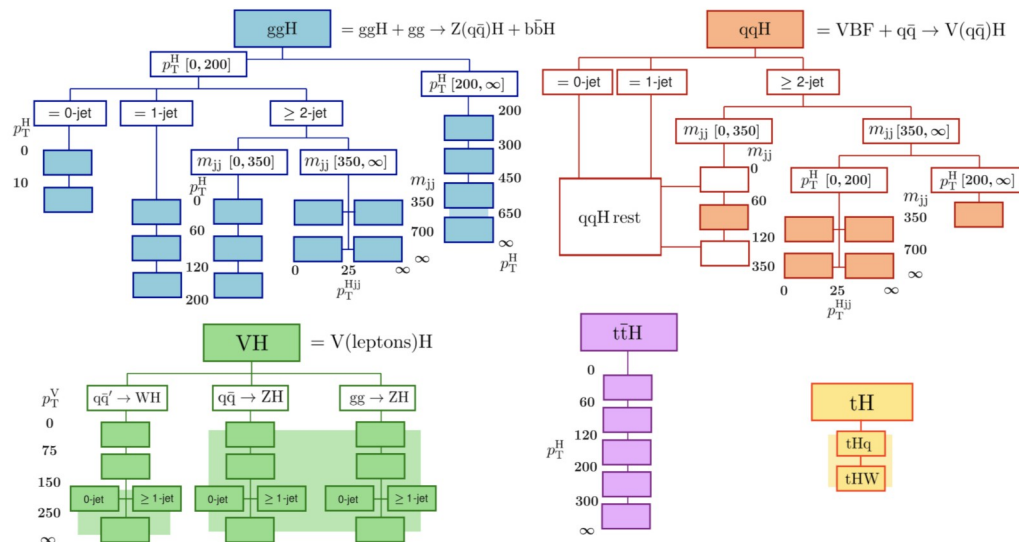 ggH = ggH + gg → Z(qq̄)H + bb̄H
p_T^H [0, 200]
p_T^H [200, ∞]
= 0-jet
= 1-jet
≥ 2-jet
p_T^H
0
10
m_jj [0, 350]
m_jj [350, ∞]
p_T^H
0
60
120
200
m_jj
350
700
∞
0 25 ∞
p_T^Hjj
200
300
450
650
∞
p_T^H
qqH = VBF + qq̄ → V(qq̄)H
= 0-jet
= 1-jet
≥ 2-jet
m_jj [0, 350]
m_jj [350, ∞]
qqH rest
m_jj
0
60
120
350
p_T^H [0, 200]
p_T^H [200, ∞]
m_jj
350
700
∞
0 25 ∞
p_T^Hjj
VH = V(leptons)H
qq̄′ → WH
qq̄ → ZH
gg → ZH
p_T^V
0
75
150
250
∞
0-jet ≥ 1-jet
0-jet ≥ 1-jet
0-jet ≥ 1-jet
tt̄H
0
60
120
p_T^H
200
300
∞
tH
tHq
tHW